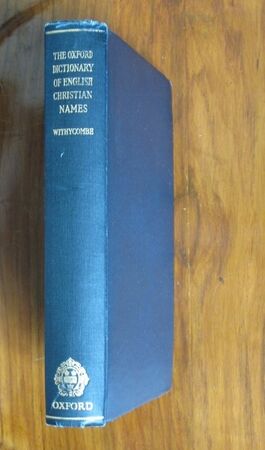 THE OXFORD
DICTIONARY
OF ENGLISH
CHRISTIAN
NAMES
WITHYCOMBE
OXFORD